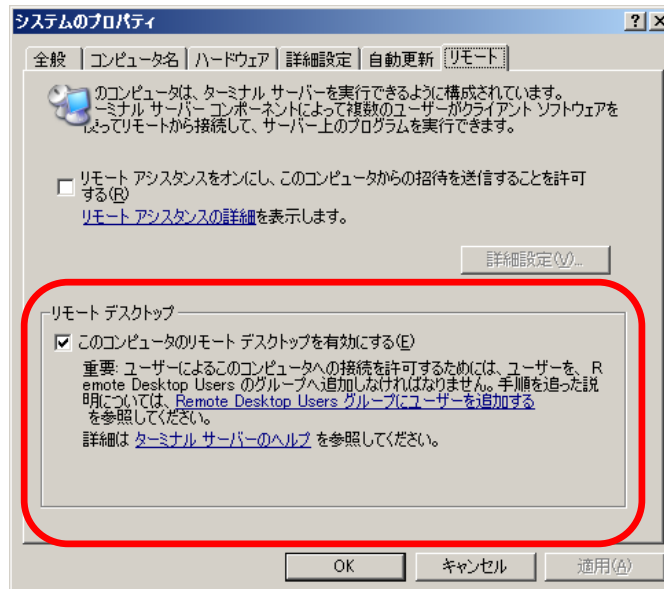 システムのプロパティ
全般 コンピュータ名 ハードウェア 詳細設定 自動更新 リモート
のコンピュータは、ターミナル サーバーを実行できるように構成されています。
ーミナル サーバー コンポーネントによって複数のユーザーがクライアント ソフトウェアを
使ってリモートから接続して、サーバー上のプログラムを実行できます。
リモート アシスタンスをオンにし、このコンピュータからの招待を送信することを許可
する(R)
リモート アシスタンスの詳細を表示します。
詳細設定(V)...
リモート デスクトップ
このコンピュータのリモート デスクトップを有効にする(E)
重要: ユーザーによるこのコンピュータへの接続を許可するためには、ユーザーを、 R
emote Desktop Users のグループへ追加しなければなりません。手順を追った説
明については、Remote Desktop Users グループにユーザーを追加する
を参照してください。
詳細は ターミナル サーバーのヘルプ を参照してください。
OK キャンセル 適用(A)